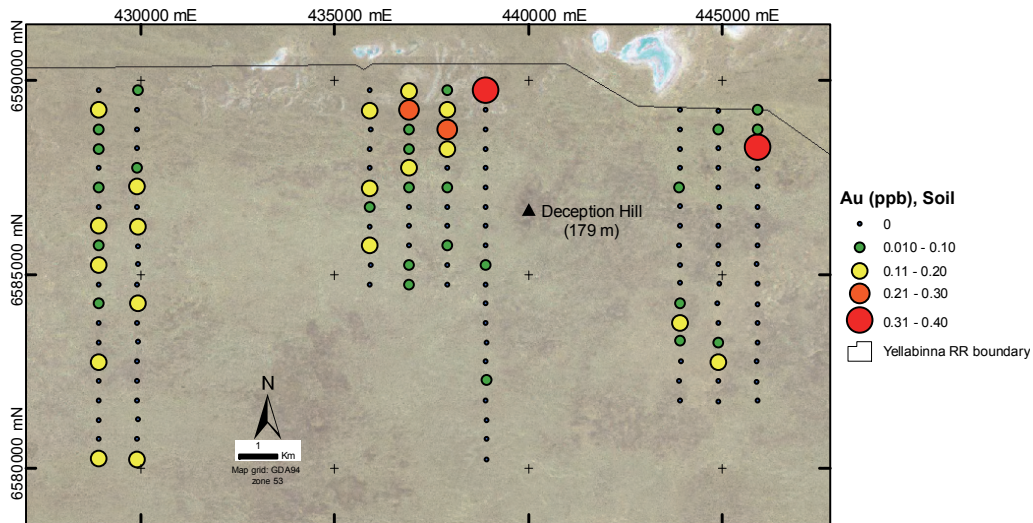 430000 mE
435000 mE
440000 mE
445000 mE
6590000 mN
6585000 mN
6580000 mN
Deception Hill
(179 m)
N
1
Km
Map grid: GDA94
zone 53
Au (ppb), Soil
0
0.010 - 0.10
0.11 - 0.20
0.21 - 0.30
0.31 - 0.40
Yellabinna RR boundary